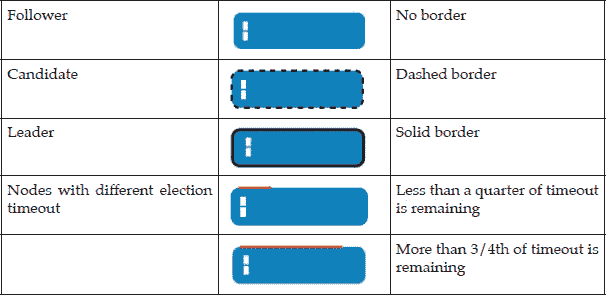 Follower
No border
Candidate
Dashed border
Leader
Solid border
Nodes with different election
timeout
Less than a quarter of timeout
is remaining
More than 3/4th of timeout is
remaining